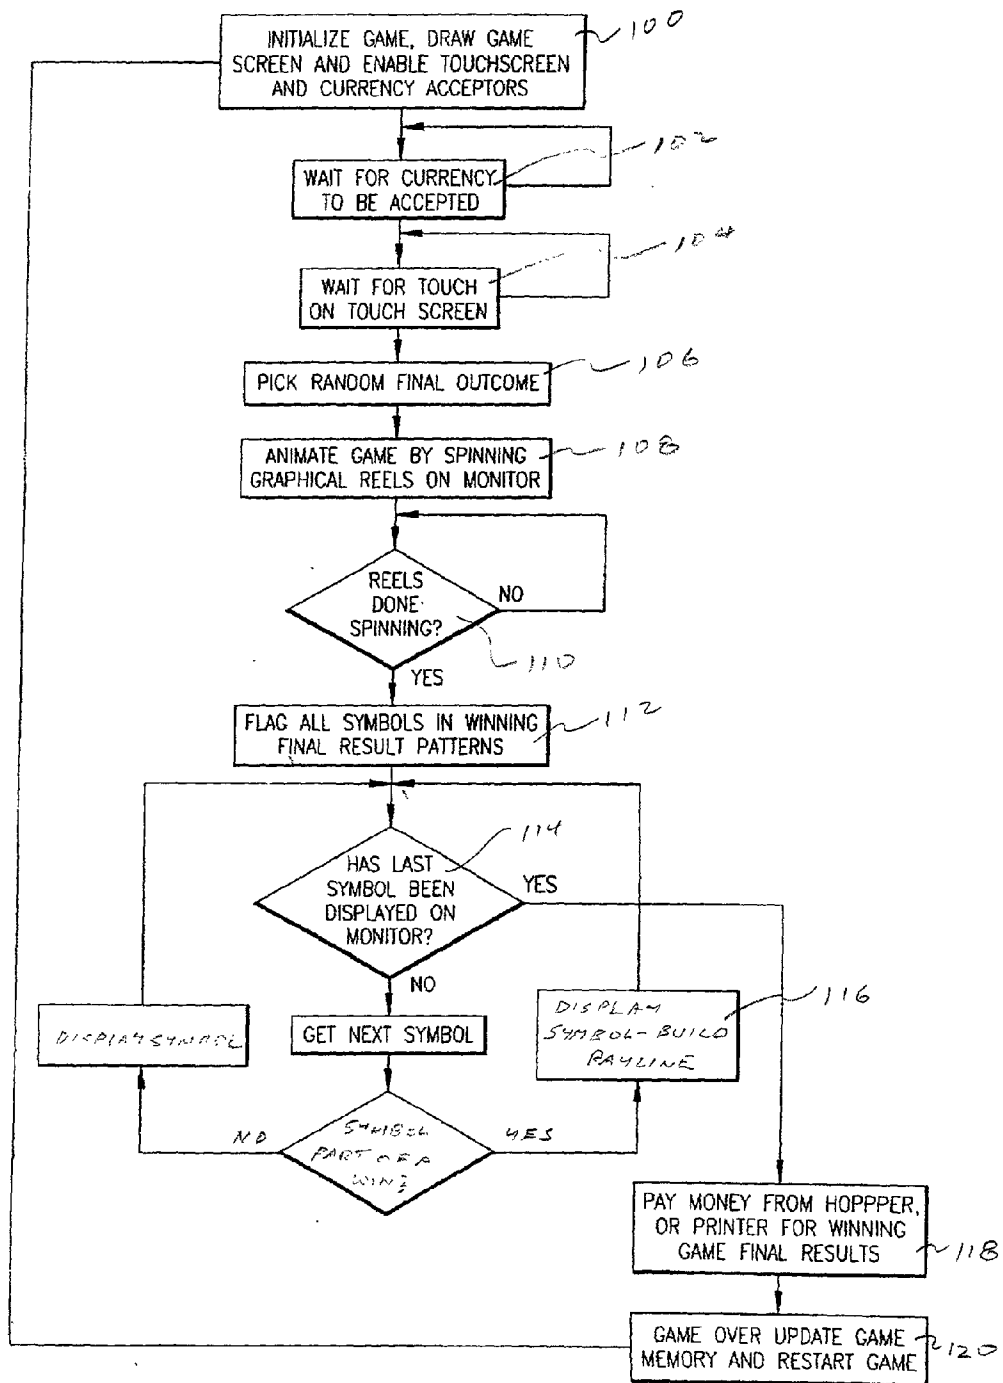 INITIALIZE GAME, DRAW GAME
SCREEN AND ENABLE TOUCHSCREEN
AND CURRENCY ACCEPTORS
100
WAIT FOR CURRENCY
TO BE ACCEPTED
102
WAIT FOR TOUCH
ON TOUCH SCREEN
104
PICK RANDOM FINAL OUTCOME
106
ANIMATE GAME BY SPINNING
GRAPHICAL REELS ON MONITOR
108
REELS
DONE
SPINNING?
NO
110
YES
FLAG ALL SYMBOLS IN WINNING
FINAL RESULT PATTERNS
112
HAS LAST
SYMBOL BEEN
DISPLAYED ON
MONITOR?
114
YES
NO
DISPLAY SYMBOL
GET NEXT SYMBOL
DISPLAY
SYMBOL-BUILD
PAYLINE
116
NO
SYMBOL
PART OF A
WIN?
YES
PAY MONEY FROM HOPPPER,
OR PRINTER FOR WINNING
GAME FINAL RESULTS
118
GAME OVER UPDATE GAME
MEMORY AND RESTART GAME
120